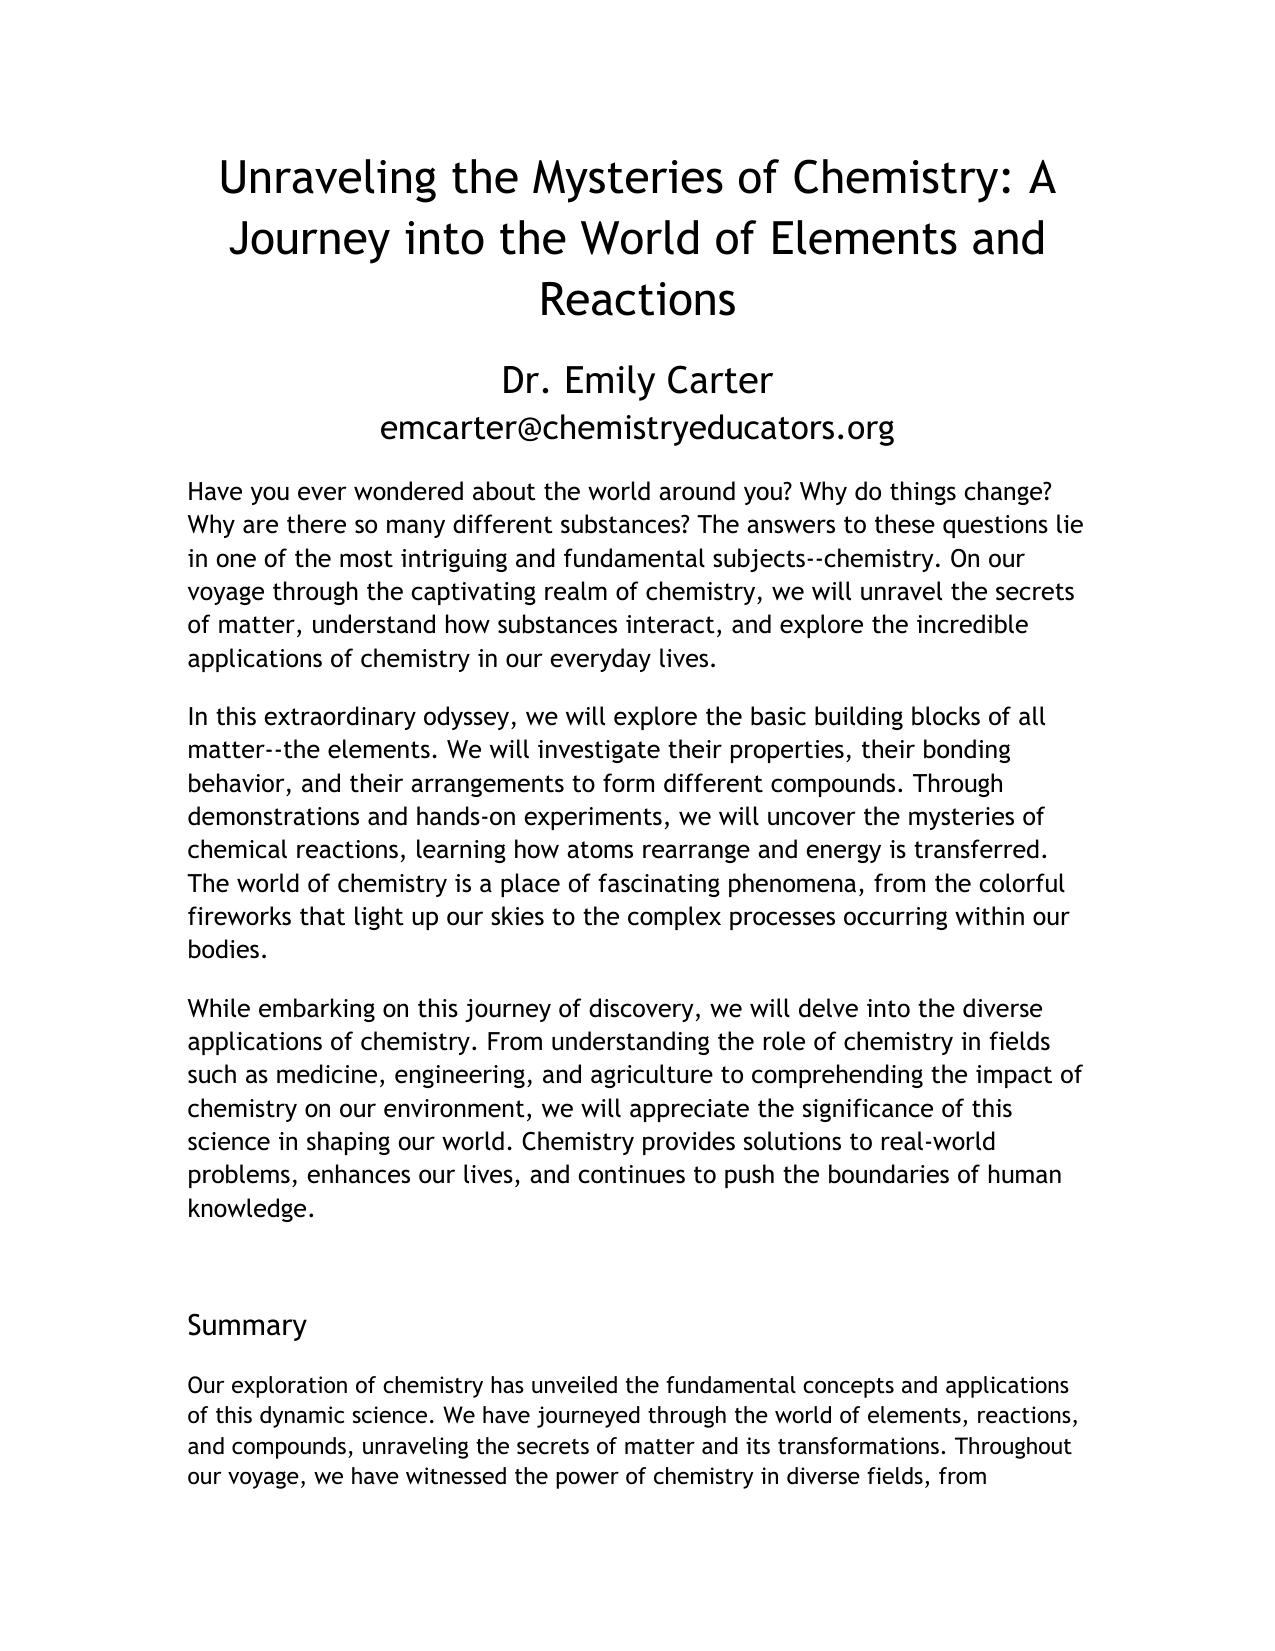 Unraveling the Mysteries of Chemistry: A
Journey into the World of Elements and
Reactions
Dr. Emily Carter
emcarter@chemistryeducators.org
Have you ever wondered about the world around you? Why do things change?
Why are there so many different substances? The answers to these questions lie
in one of the most intriguing and fundamental subjects--chemistry. On our
voyage through the captivating realm of chemistry, we will unravel the secrets
of matter, understand how substances interact, and explore the incredible
applications of chemistry in our everyday lives.
In this extraordinary odyssey, we will explore the basic building blocks of all
matter--the elements. We will investigate their properties, their bonding
behavior, and their arrangements to form different compounds. Through
demonstrations and hands-on experiments, we will uncover the mysteries of
chemical reactions, learning how atoms rearrange and energy is transferred.
The world of chemistry is a place of fascinating phenomena, from the colorful
fireworks that light up our skies to the complex processes occurring within our
bodies.
While embarking on this journey of discovery, we will delve into the diverse
applications of chemistry. From understanding the role of chemistry in fields
such as medicine, engineering, and agriculture to comprehending the impact of
chemistry on our environment, we will appreciate the significance of this
science in shaping our world. Chemistry provides solutions to real-world
problems, enhances our lives, and continues to push the boundaries of human
knowledge.
Summary
Our exploration of chemistry has unveiled the fundamental concepts and applications
of this dynamic science. We have journeyed through the world of elements, reactions,
and compounds, unraveling the secrets of matter and its transformations. Throughout
our voyage, we have witnessed the power of chemistry in diverse fields, from